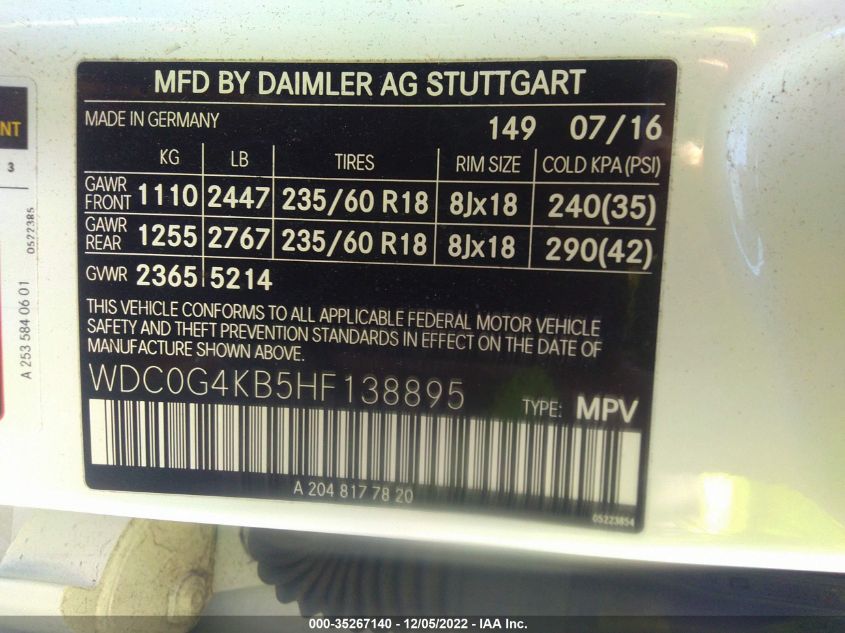 MFD BY DAIMLER AG STUTTGART
MADE IN GERMANY 149 07/16
KG LB TIRES RIM SIZE COLD KPA (PSI)
GAWR FRONT 1110 2447 235/60 R18 8Jx18 240(35)
GAWR REAR 1255 2767 235/60 R18 8Jx18 290(42)
GVWR 2365 5214
THIS VEHICLE CONFORMS TO ALL APPLICABLE FEDERAL MOTOR VEHICLE
SAFETY AND THEFT PREVENTION STANDARDS IN EFFECT ON THE DATE OF
MANUFACTURE SHOWN ABOVE.
WDC0G4KB5HF138895
TYPE: MPV
A 204 817 78 20
05223854
NT
3
0522385
A 253 584 06 01
000-35267140 - 12/05/2022 - IAA Inc.